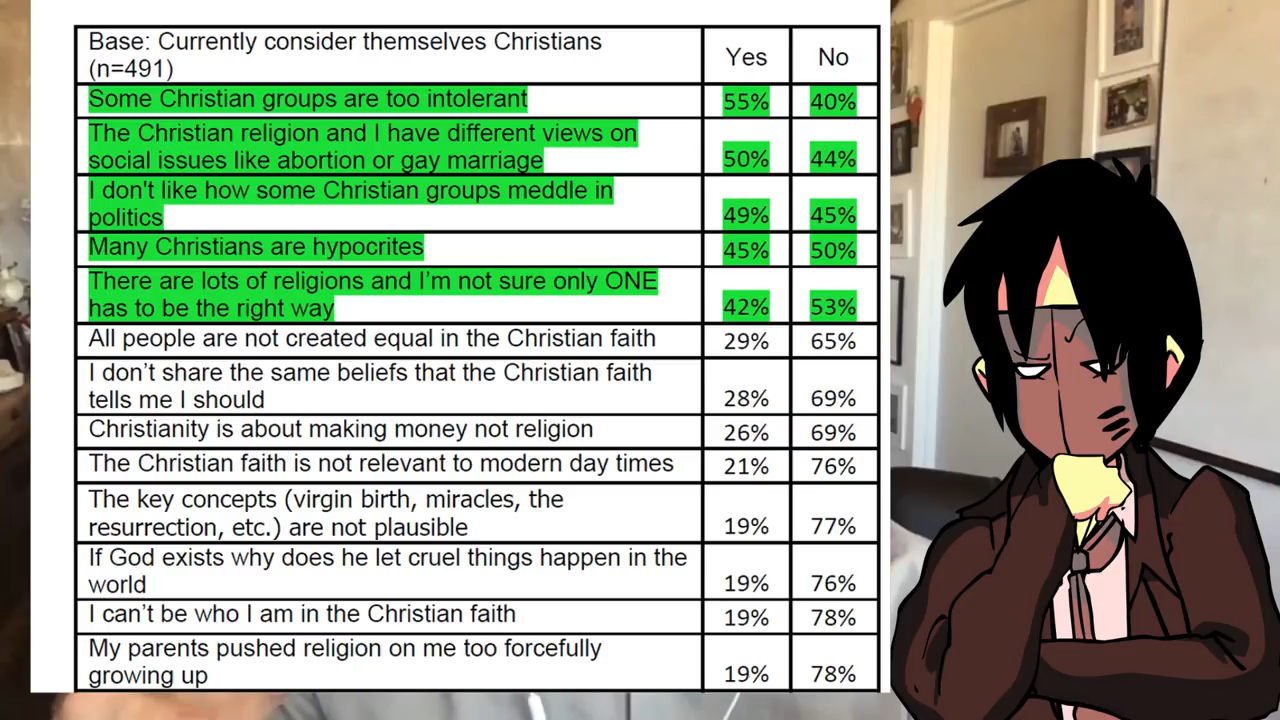 Base: Currently consider themselves Christians
(n=491)
Yes
No
Some Christian groups are too intolerant
55%
40%
The Christian religion and I have different views on
social issues like abortion or gay marriage
50%
44%
I don't like how some Christian groups meddle in
politics
49%
45%
Many Christians are hypocrites
45%
50%
There are lots of religions and I’m not sure only ONE
has to be the right way
42%
53%
All people are not created equal in the Christian faith
29%
65%
I don’t share the same beliefs that the Christian faith
tells me I should
28%
69%
Christianity is about making money not religion
26%
69%
The Christian faith is not relevant to modern day times
21%
76%
The key concepts (virgin birth, miracles, the
resurrection, etc.) are not plausible
19%
77%
If God exists why does he let cruel things happen in the
world
19%
76%
I can’t be who I am in the Christian faith
19%
78%
My parents pushed religion on me too forcefully
growing up
19%
78%